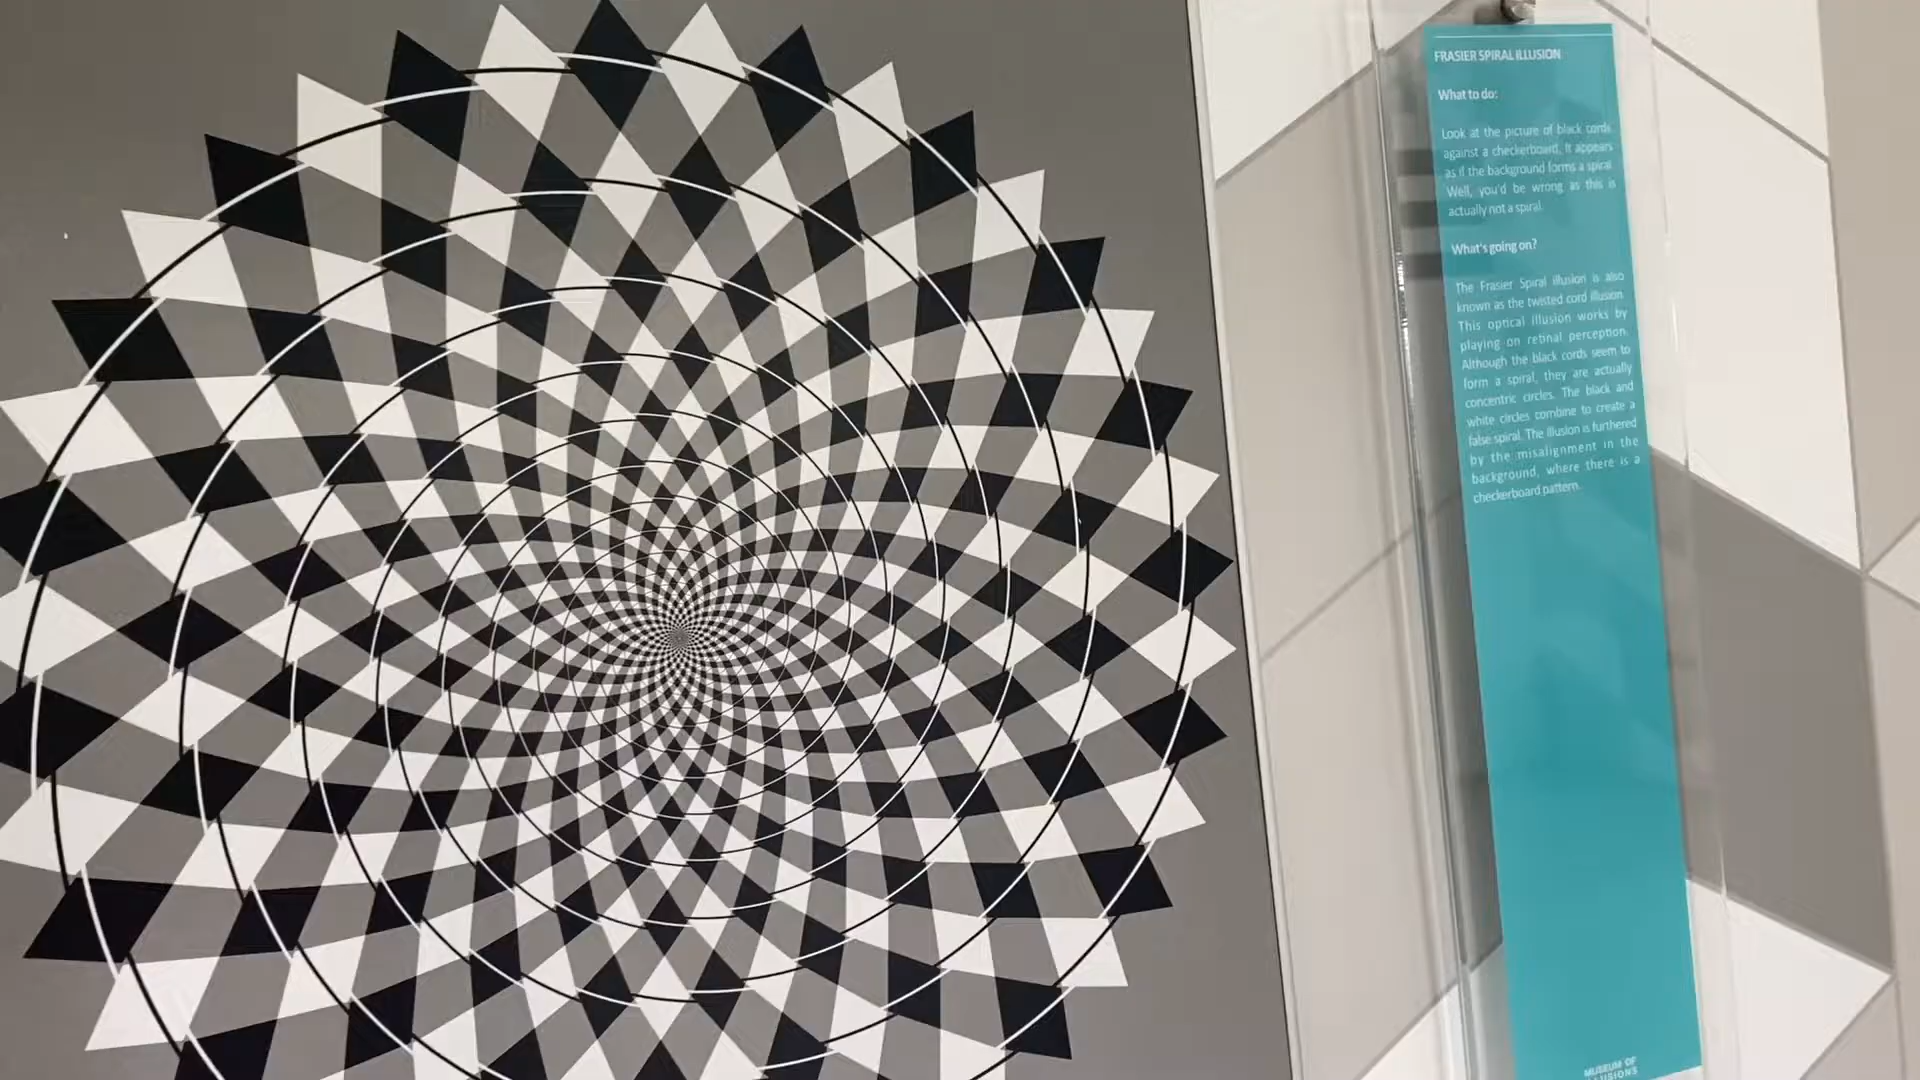 FRASIER SPIRAL ILLUSION
What to do:
Look at the picture of black cords
against a checkerboard. It appears
as if the background forms a spiral.
Well, you'd be wrong as this is
actually not a spiral.
What's going on?
The Frasier Spiral illusion is also
known as the twisted cord illusion.
This optical illusion works by
playing on retinal perception.
Although the black cords seem to
form a spiral, they are actually
concentric circles. The black and
white circles combine to create a
false spiral. The illusion is furthered
by the misalignment in the
background, where there is a
checkerboard pattern.
MUSEUM OF
ILLUSIONS